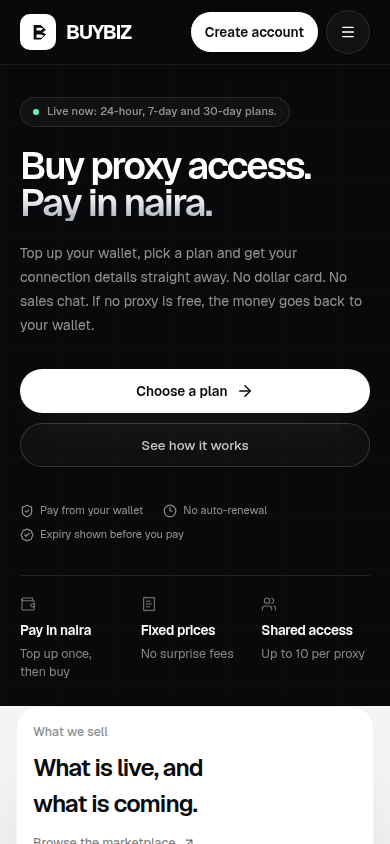 BUYBIZ
Create account
Live now: 24-hour, 7-day and 30-day plans.
Buy proxy access.
Pay in naira.
Top up your wallet, pick a plan and get your
connection details straight away. No dollar card. No
sales chat. If no proxy is free, the money goes back to
your wallet.
Choose a plan
See how it works
Pay from your wallet
No auto-renewal
Expiry shown before you pay
Pay in naira
Top up once,
then buy
Fixed prices
No surprise fees
Shared access
Up to 10 per proxy
What we sell
What is live, and
what is coming.
Browse the marketplace